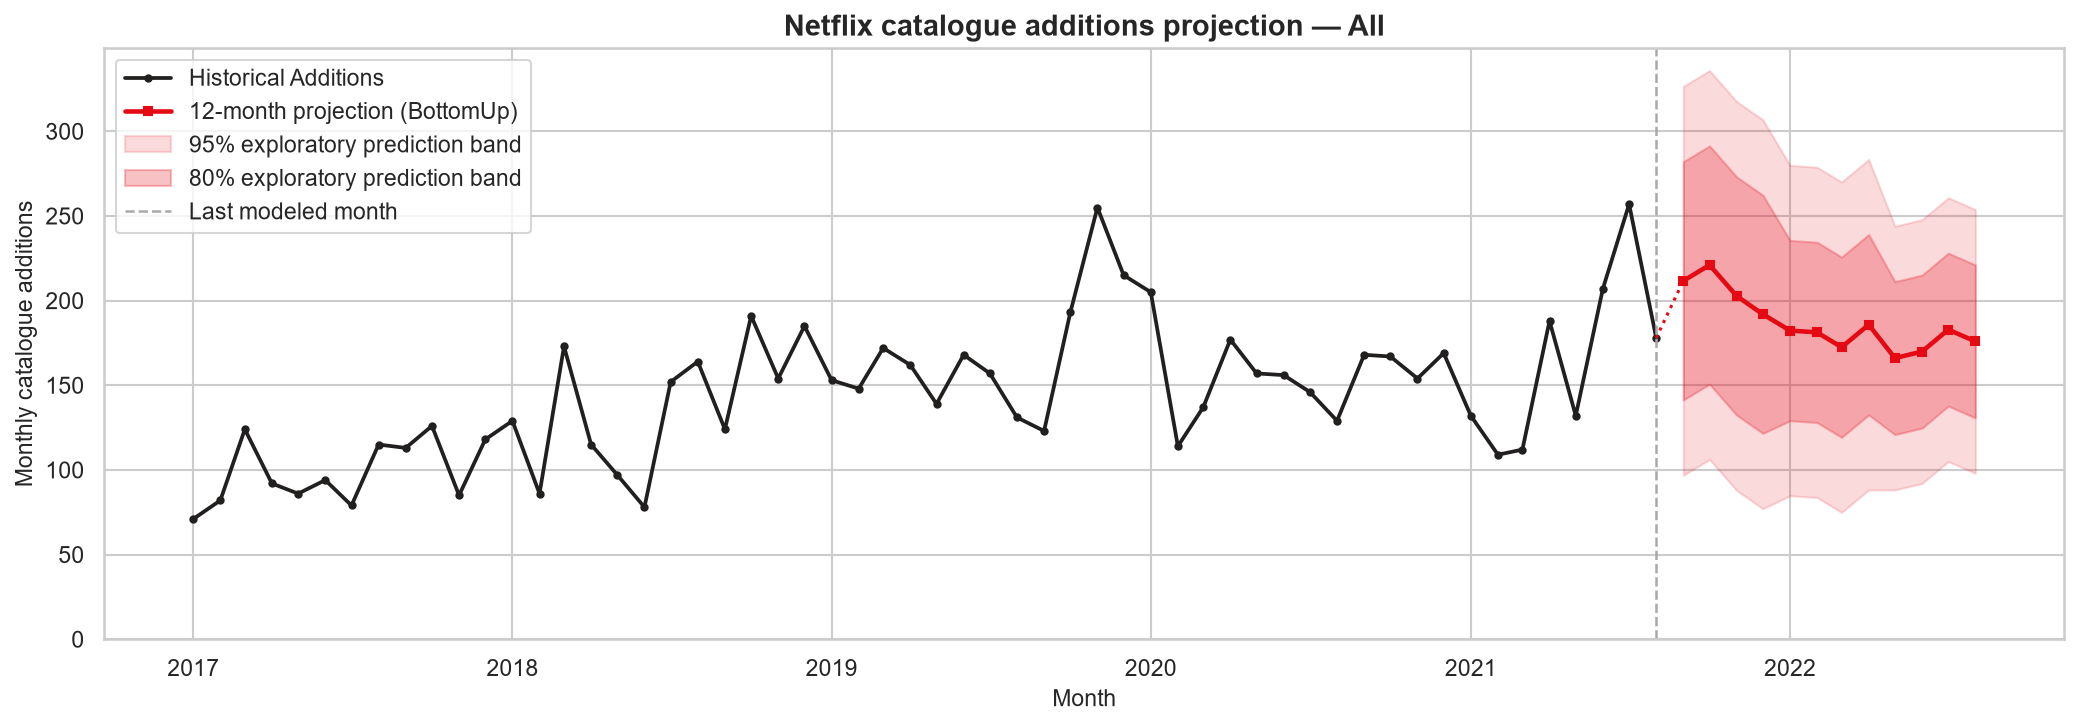 Netflix catalogue additions projection — All
Historical Additions
12-month projection (BottomUp)
95% exploratory prediction band
80% exploratory prediction band
Last modeled month
Monthly catalogue additions
300
250
200
150
100
50
0
2017 2018 2019 2020 2021 2022
Month